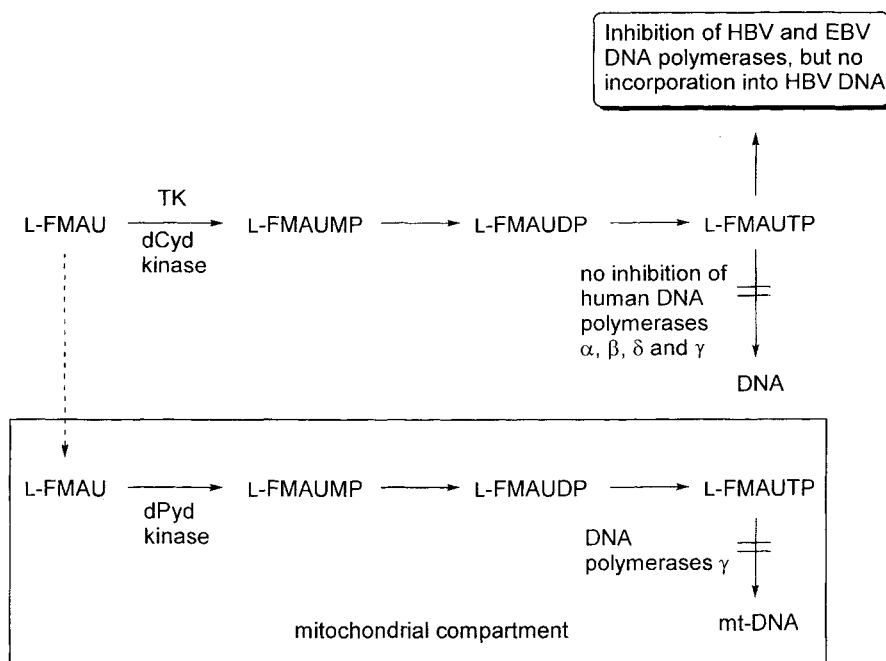 Inhibition of HBV and EBV
DNA polymerases, but no
incorporation into HBV DNA
TK
L-FMAU
L-FMAUMP
L-FMAUDP
L-FMAUTP
dCyd
kinase
no inhibition of
human DNA
polymerases
α, β, δ and γ
DNA
L-FMAU
L-FMAUMP
L-FMAUDP
L-FMAUTP
dPyd
kinase
DNA
polymerases γ
mt-DNA
mitochondrial compartment